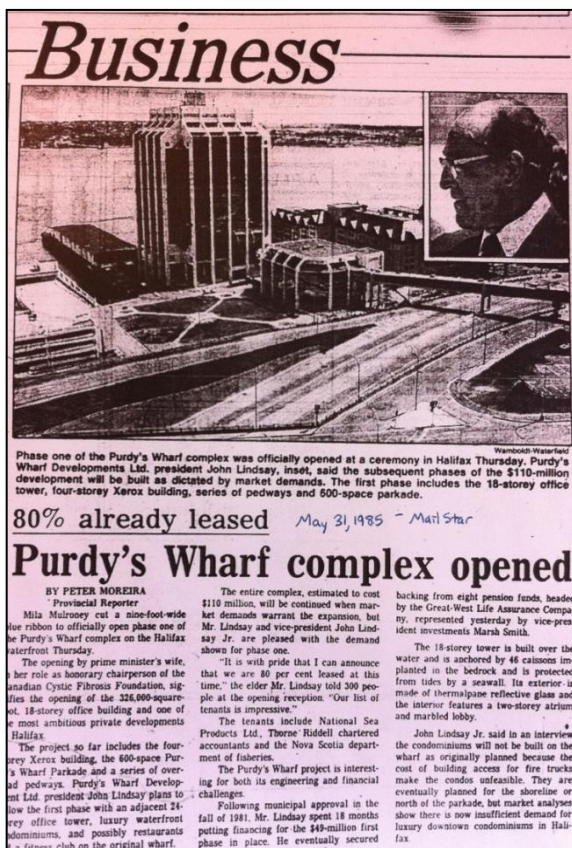 Business
Wamboldt-Waterfield
Phase one of the Purdy's Wharf complex was officially opened at a ceremony in Halifax Thursday. Purdy's
Wharf Developments Ltd. president John Lindsay, inset, said the subsequent phases of the $110-million
development will be built as dictated by market demands. The first phase includes the 18-storey office
tower, four-storey Xerox building, series of pedways and 600-space parkade.
80% already leased
May 31, 1985 - Mail Star
Purdy's Wharf complex opened
BY PETER MOREIRA
Provincial Reporter
Mila Mulroney cut a nine-foot-wide
blue ribbon to officially open phase one of
the Purdy's Wharf complex on the Halifax
waterfront Thursday.
The opening by prime minister's wife,
in her role as honorary chairperson of the
Canadian Cystic Fibrosis Foundation, sig-
nifies the opening of the 326,000-square-
foot, 18-storey office building and one of
the most ambitious private developments
Halifax.
The project so far includes the four-
storey Xerox building, the 600-space Pur-
dy's Wharf Parkade and a series of over-
head pedways. Purdy's Wharf Develop-
ment Ltd. president John Lindsay plans to
follow the first phase with an adjacent 24-
storey office tower, luxury waterfront
condominiums, and possibly restaurants
a fitness club on the original wharf.
The entire complex, estimated to cost
$110 million, will be continued when mar-
ket demands warrant the expansion, but
Mr. Lindsay and vice-president John Lind-
say Jr. are pleased with the demand
shown for phase one.
"It is with pride that I can announce
that we are 80 per cent leased at this
time," the elder Mr. Lindsay told 300 peo-
ple at the opening reception. "Our list of
tenants is impressive."
The tenants include National Sea
Products Ltd., Thorne Riddell chartered
accountants and the Nova Scotia depart-
ment of fisheries.
The Purdy's Wharf project is interest-
ing for both its engineering and financial
challenges.
Following municipal approval in the
fall of 1981, Mr. Lindsay spent 18 months
putting financing for the $49-million first
phase in place. He eventually secured
backing from eight pension funds, headed
by the Great-West Life Assurance Compa-
ny, represented yesterday by vice-pres-
ident investments Marsh Smith.
The 18-storey tower is built over the
water and is anchored by 46 caissons im-
planted in the bedrock and is protected
from tides by a seawall. Its exterior is
made of thermalpane reflective glass and
the interior features a two-storey atrium
and marbled lobby.
John Lindsay Jr. said in an interview
the condominiums will not be built on the
wharf as originally planned because the
cost of building access for fire trucks
make the condos unfeasible. They are
eventually planned for the shoreline or
north of the parkade, but market analyses
show there is now insufficient demand for
luxury downtown condominiums in Hali-
fax.